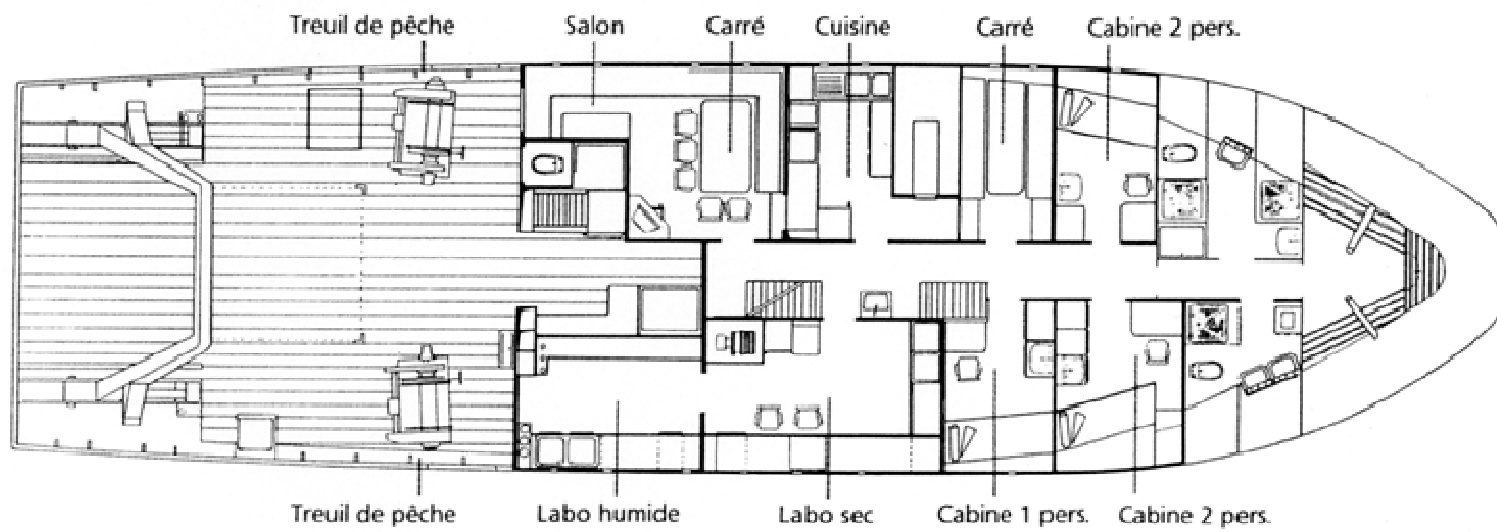 Treuil de pêche
Salon
Carré
Cuisine
Carré
Cabine 2 pers.
Treuil de pêche
Labo humide
Labo sec
Cabine 1 pers.
Cabine 2 pers.